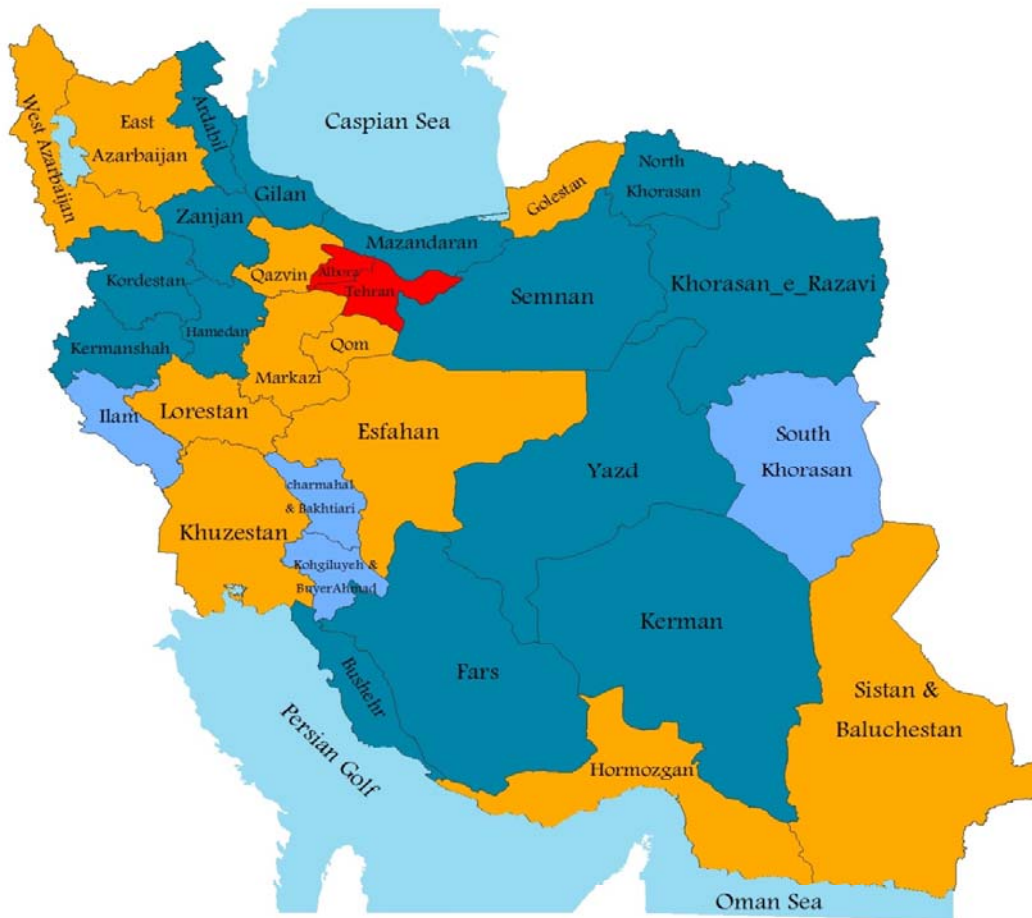 Caspian Sea
West Azarbaijan
East
Azarbaijan
Ardabil
Gilan
Zanjan
Golestan
North
Khorasan
Mazandaran
Qazvin
Tehran
Semnan
Khorasan_e_Razavi
Kordestan
Hamedan
Kermanshah
Qom
Markazi
Ilam
Lorestan
Esfahan
South
Khorasan
Yazd
charmahal
& Bakhtiari
Khuzestan
Kohgiluyeh &
BuyerAhmad
Kerman
Fars
Bushehr
Sistan &
Baluchestan
Persian Golf
Hormozgan
Oman Sea